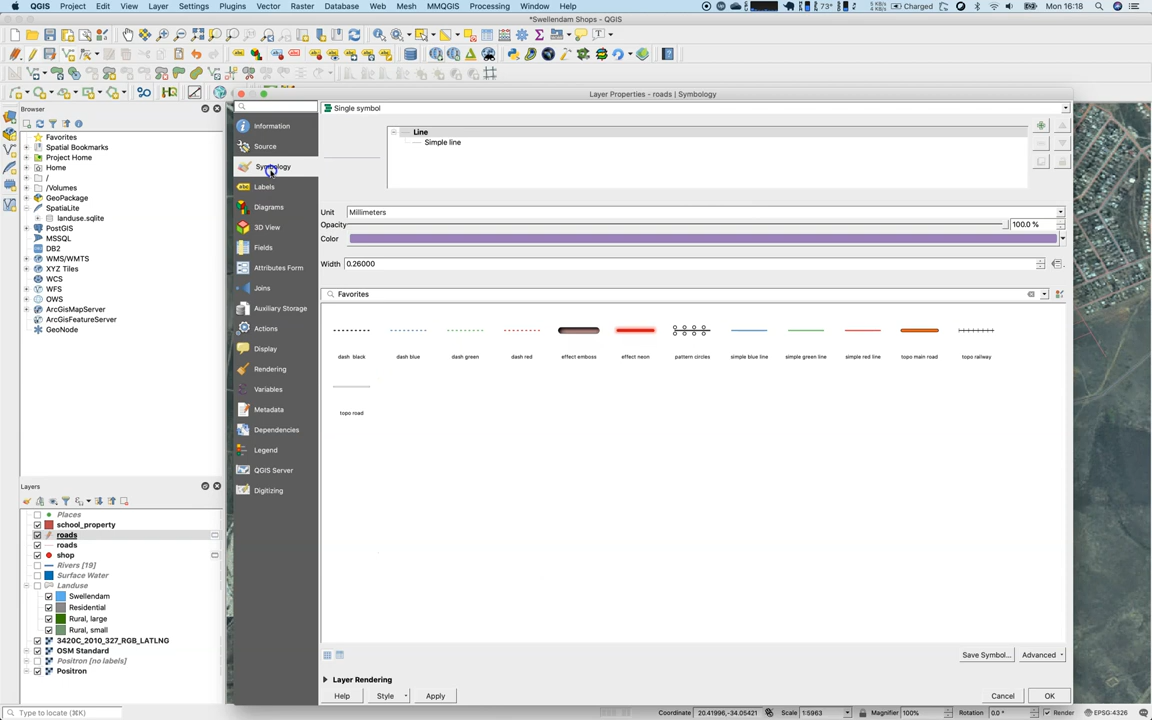 QGIS Project Edit View Layer Settings Plugins Vector Raster Database Web Mesh MMQGIS Processing Window Help 73° Charged Mon 16:18
*Swellendam Shops — QGIS
Layer Properties - roads | Symbology
Browser
Favorites
Spatial Bookmarks
Project Home
Home
/
/Volumes
GeoPackage
SpatiaLite
landuse.sqlite
PostGIS
MSSQL
DB2
WMS/WMTS
XYZ Tiles
WCS
WFS
OWS
ArcGisMapServer
ArcGisFeatureServer
GeoNode
Layers
Places
school_property
roads
roads
shop
Rivers [19]
Surface Water
Landuse
Swellendam
Residential
Rural, large
Rural, small
3420C_2010_327_RGB_LATLNG
OSM Standard
Positron [no labels]
Positron
Information
Source
Symbology
Labels
Diagrams
3D View
Fields
Attributes Form
Joins
Auxiliary Storage
Actions
Display
Rendering
Variables
Metadata
Dependencies
Legend
QGIS Server
Digitizing
Single symbol
Line
Simple line
Unit Millimeters
Opacity 100.0 %
Color
Width 0.26000
Favorites
dash black dash blue dash green dash red effect emboss effect neon pattern circles simple blue line simple green line simple red line topo main road topo railway
topo road
Save Symbol... Advanced
Layer Rendering
Help Style Apply Cancel OK
Type to locate (⌘K) Coordinate 20.41996,-34.05421 Scale 1:5963 Magnifier 100% Rotation 0.0 ° Render EPSG:4326